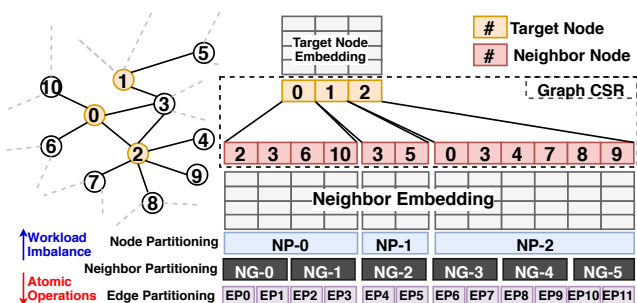 # Target Node
# Neighbor Node
Target Node
Embedding
Graph CSR
5
1
10
3
0
6
2
4
7
9
8
0 1 2
2 3 6 10 3 5 0 3 4 7 8 9
Neighbor Embedding
Workload
Imbalance
Node Partitioning NP-0 NP-1 NP-2
Neighbor Partitioning NG-0 NG-1 NG-2 NG-3 NG-4 NG-5
Atomic
Operations
Edge Partitioning EP0 EP1 EP2 EP3 EP4 EP5 EP6 EP7 EP8 EP9 EP10 EP11